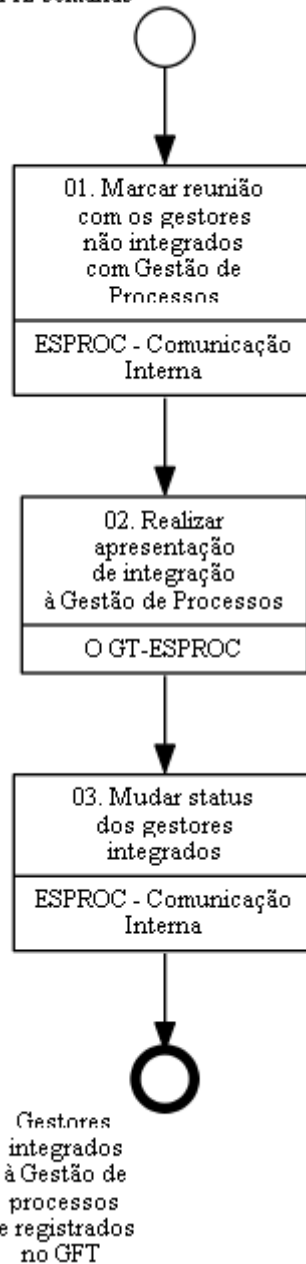 01. Marcar reunião
com os gestores
não integrados
com Gestão de
Processos
ESPROC - Comunicação
Interna
02. Realizar
apresentação
de integração
à Gestão de Processos
O GT-ESPROC
03. Mudar status
dos gestores
integrados
ESPROC - Comunicação
Interna
Gestores
integrados
à Gestão de
processos
e registrados
no GFT